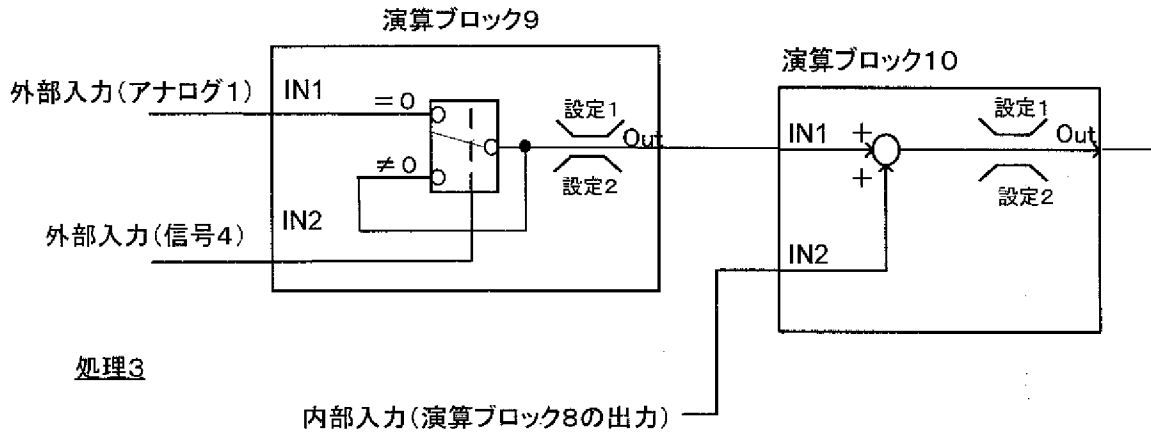 演算ブロック9
演算ブロック10
外部入力(アナログ1)
IN1
=0
設定1
Out
≠0
設定2
IN2
外部入力(信号4)
IN1
+
+
設定1
Out
設定2
IN2
処理3
内部入力(演算ブロック8の出力)